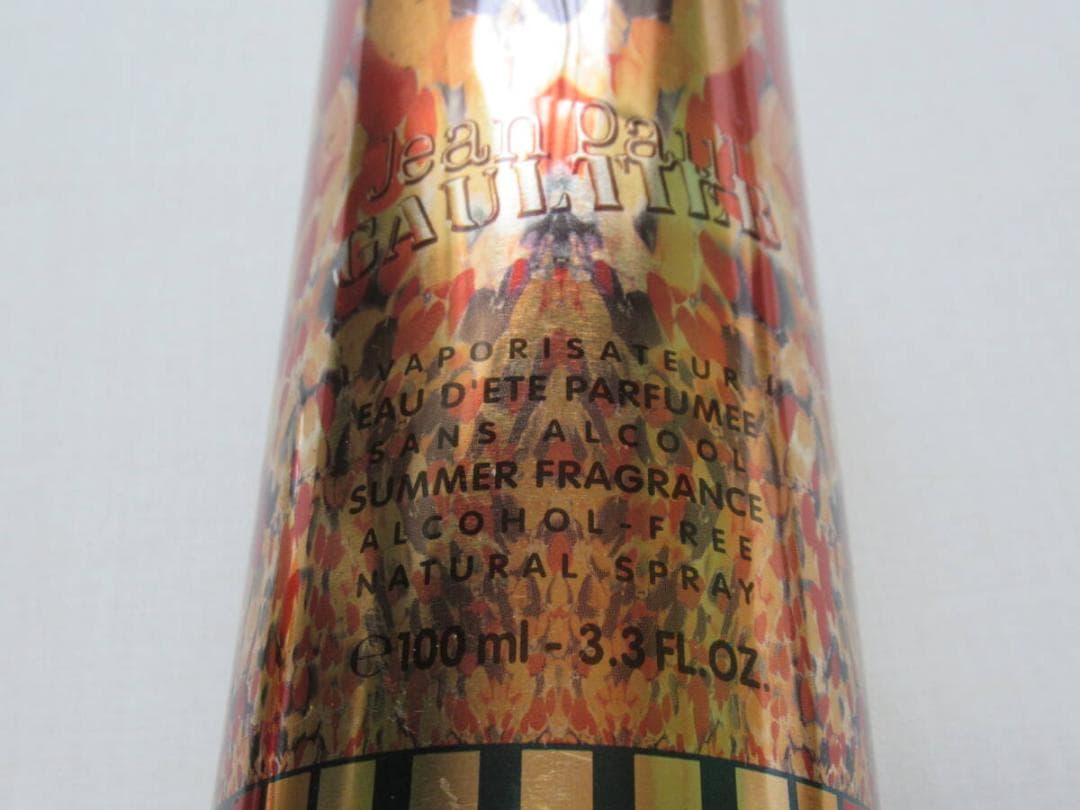 Jean Paul
GAULTIER
VAPORISATEUR
EAU D'ETE PARFUMEE
SANS ALCOOL
SUMMER FRAGRANCE
ALCOHOL-FREE
NATURAL SPRAY
℮ 100 ml - 3.3 FL.OZ.